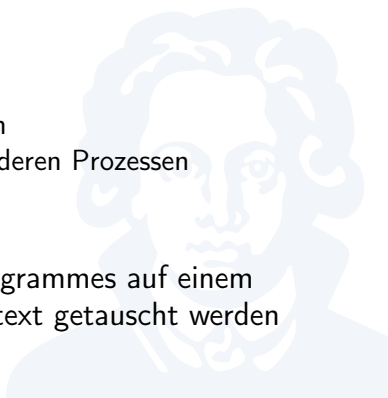 n
deren Prozessen
grammes auf einem
text getauscht werden